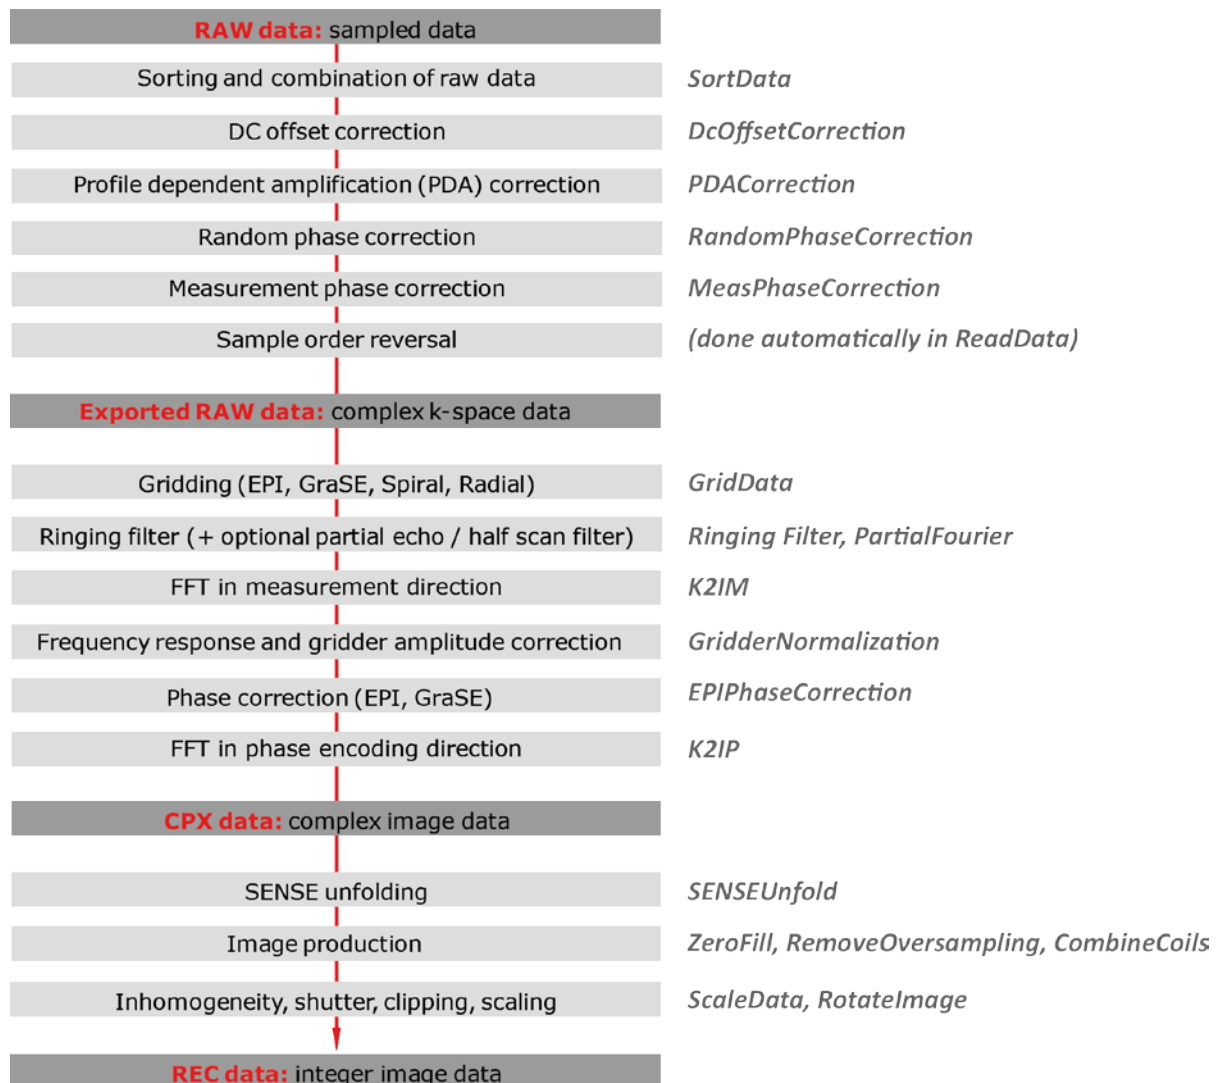 RAW data: sampled data
Sorting and combination of raw data SortData
DC offset correction DcOffsetCorrection
Profile dependent amplification (PDA) correction PDACorrection
Random phase correction RandomPhaseCorrection
Measurement phase correction MeasPhaseCorrection
Sample order reversal (done automatically in ReadData)
Exported RAW data: complex k-space data
Gridding (EPI, GraSE, Spiral, Radial) GridData
Ringing filter (+ optional partial echo / half scan filter) Ringing Filter, PartialFourier
FFT in measurement direction K2IM
Frequency response and gridder amplitude correction GridderNormalization
Phase correction (EPI, GraSE) EPIPhaseCorrection
FFT in phase encoding direction K2IP
CPX data: complex image data
SENSE unfolding SENSEUnfold
Image production ZeroFill, RemoveOversampling, CombineCoils
Inhomogeneity, shutter, clipping, scaling ScaleData, RotateImage
REC data: integer image data